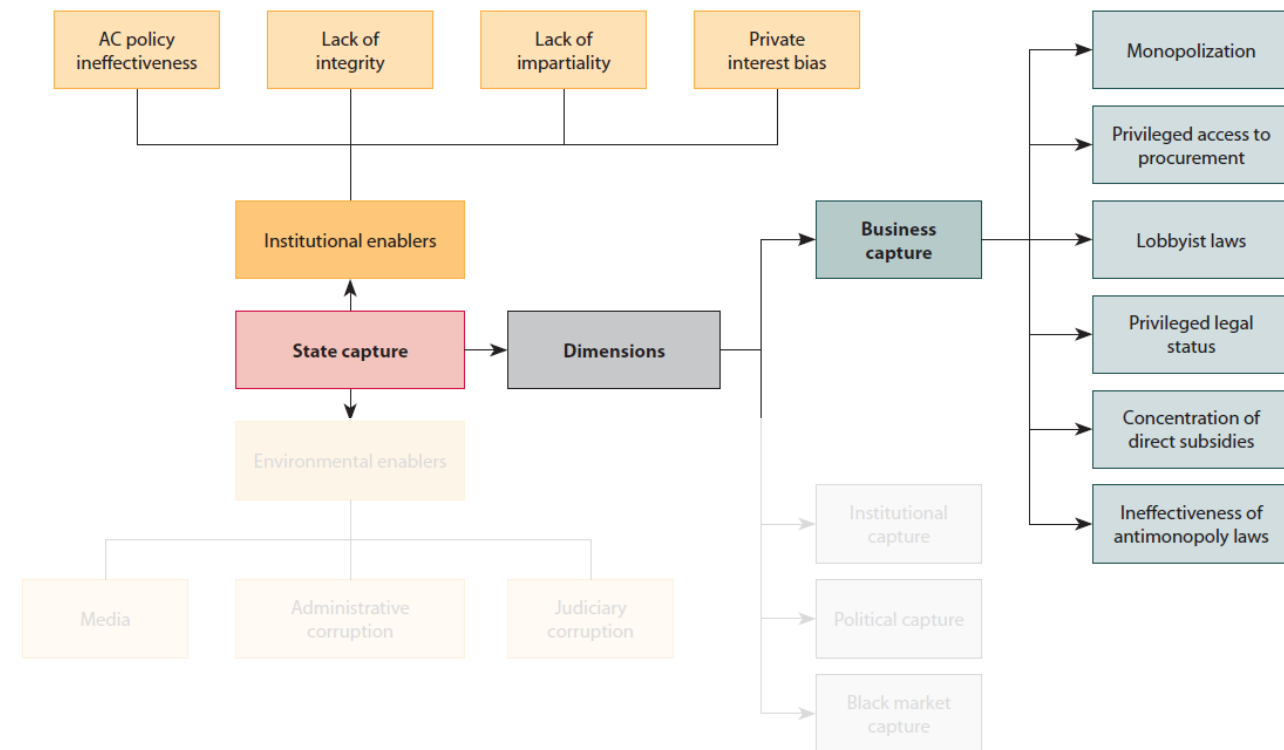 AC policy
ineffectiveness
Lack of
integrity
Lack of
impartiality
Private
interest bias
Monopolization
Privileged access to
procurement
Institutional enablers
Business
capture
Lobbyist laws
State capture
Dimensions
Privileged legal
status
Concentration of
direct subsidies
Environmental enablers
Institutional
capture
Ineffectiveness of
antimonopoly laws
Media
Administrative
corruption
Judiciary
corruption
Political capture
Black market
capture